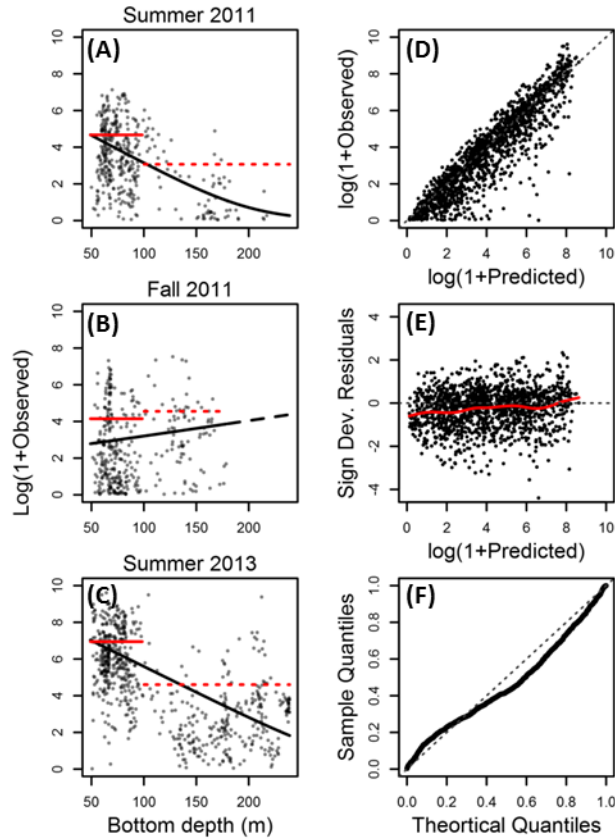 Summer 2011
(A)
10
8
6
4
2
0
50 100 150 200
Fall 2011
(B)
10
8
6
4
2
0
50 100 150 200
Log(1+Observed)
Summer 2013
(C)
10
8
6
4
2
0
50 100 150 200
Bottom depth (m)
(D)
log(1+Observed)
10
8
6
4
2
0
0 2 4 6 8 10
log(1+Predicted)
(E)
Sign Dev. Residuals
4
2
0
-2
-4
0 2 4 6 8 10
log(1+Predicted)
(F)
Sample Quantiles
1.0
0.8
0.6
0.4
0.2
0.0
0.0 0.2 0.4 0.6 0.8 1.0
Theortical Quantiles